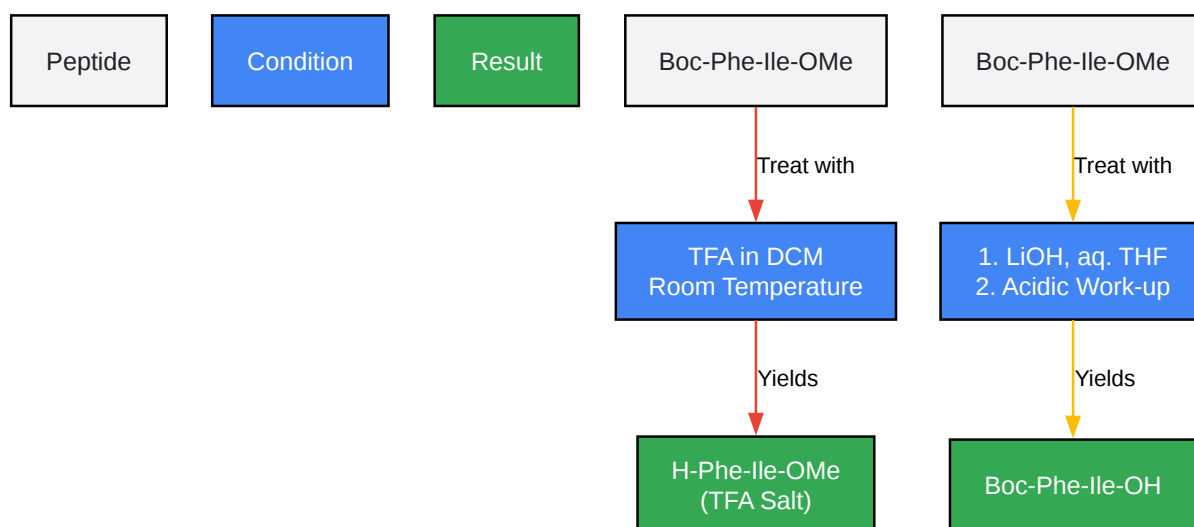 Peptide
Condition
Result
Boc-Phe-Ile-OMe
Boc-Phe-Ile-OMe
Treat with
Treat with
TFA in DCM
Room Temperature
1. LiOH, aq. THF
2. Acidic Work-up
Yields
Yields
H-Phe-Ile-OMe
(TFA Salt)
Boc-Phe-Ile-OH